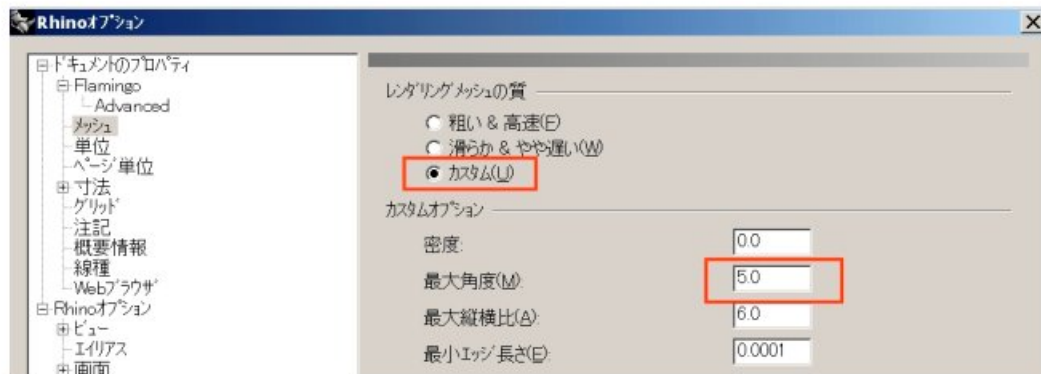 Rhinoオプション
ドキュメントのプロパティ
Flamingo
Advanced
メッシュ
単位
ページ単位
寸法
グリッド
注記
概要情報
線種
Webブラウザ
Rhinoオプション
ビュー
エイリアス
画面
レンダリングメッシュの質
粗い & 高速(F)
滑らか & やや遅い(W)
カスタム(U)
カスタムオプション
密度: 0.0
最大角度(M): 5.0
最大縦横比(A): 6.0
最小エッジ長さ(E): 0.0001